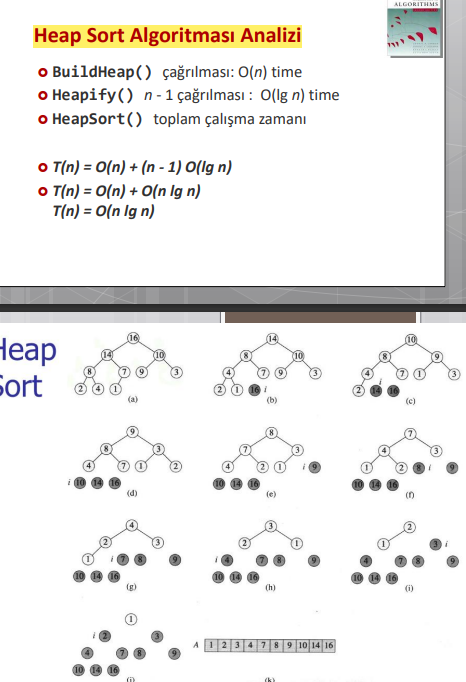 ALGORITHMS
Heap Sort Algoritması Analizi
BuildHeap() çağrılması: O(n) time
Heapify() n - 1 çağrılması : O(lg n) time
HeapSort() toplam çalışma zamanı
T(n) = O(n) + (n - 1) O(lg n)
T(n) = O(n) + O(n lg n)
T(n) = O(n lg n)
Heap
Sort
16
14 10
8 7 9 3
2 4 1
(a)
14
8 10
4 7 9 3
2 1 16 i
(b)
10
8 9
4 7 1 3
i
2 14 16
(c)
9
8 3
4 7 1 2
i 10 14 16
(d)
8
7 3
4 2 1 i 9
10 14 16
(e)
7
4 3
1 2 8 i 9
10 14 16
(f)
4
2 3
1 i 7 8 9
10 14 16
(g)
3
2 1
i 4 7 8 9
10 14 16
(h)
2
1 3 i
4 7 8 9
10 14 16
(i)
1
i 2 3
4 7 8 9
10 14 16
(j)
A 1 2 3 4 7 8 9 10 14 16
(k)